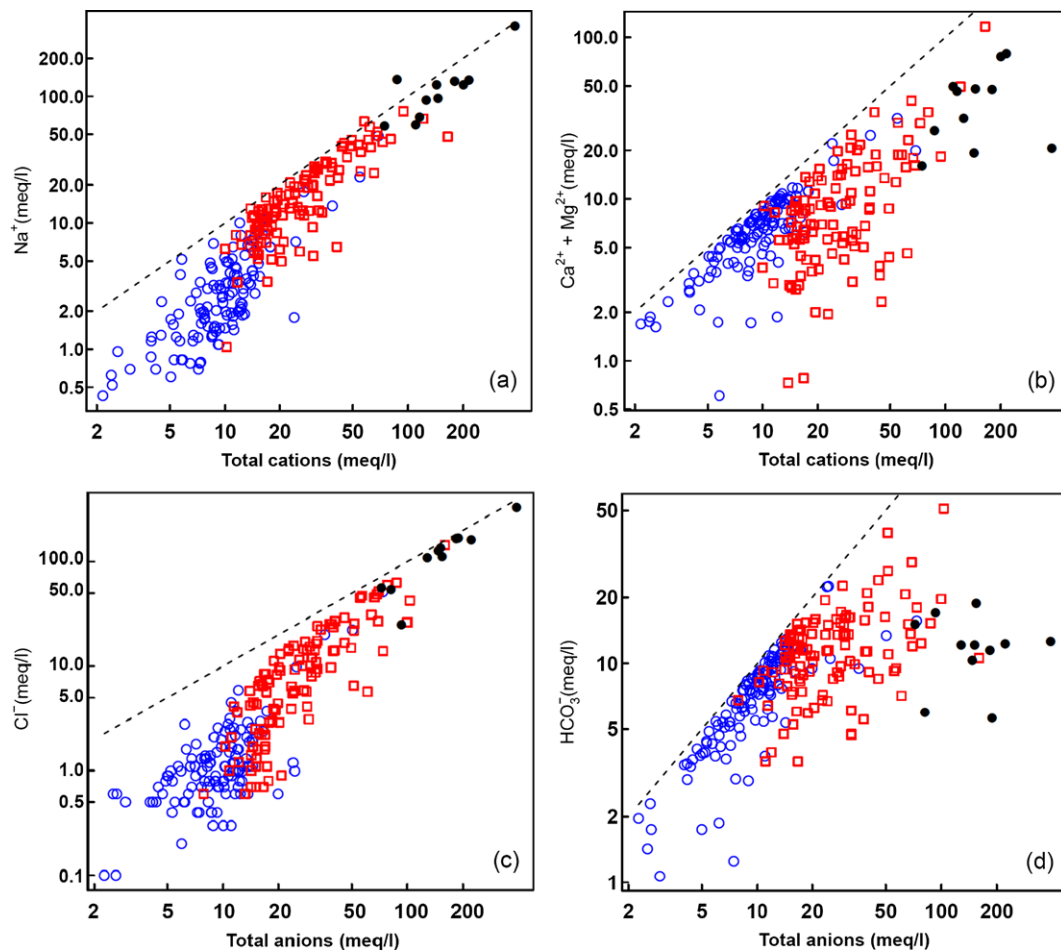 200.0
100.0
50.0
20.0
10.0
5.0
2.0
1.0
0.5
Na⁺(meq/l)
(a)
2 5 10 20 50 100 200
Total cations (meq/l)
100.0
50.0
20.0
10.0
5.0
2.0
1.0
0.5
Ca²⁺ + Mg²⁺(meq/l)
(b)
2 5 10 20 50 100 200
Total cations (meq/l)
100.0
50.0
10.0
5.0
1.0
0.5
0.1
Cl⁻(meq/l)
(c)
2 5 10 20 50 100 200
Total anions (meq/l)
50
20
10
5
2
1
HCO₃⁻(meq/l)
(d)
2 5 10 20 50 100 200
Total anions (meq/l)